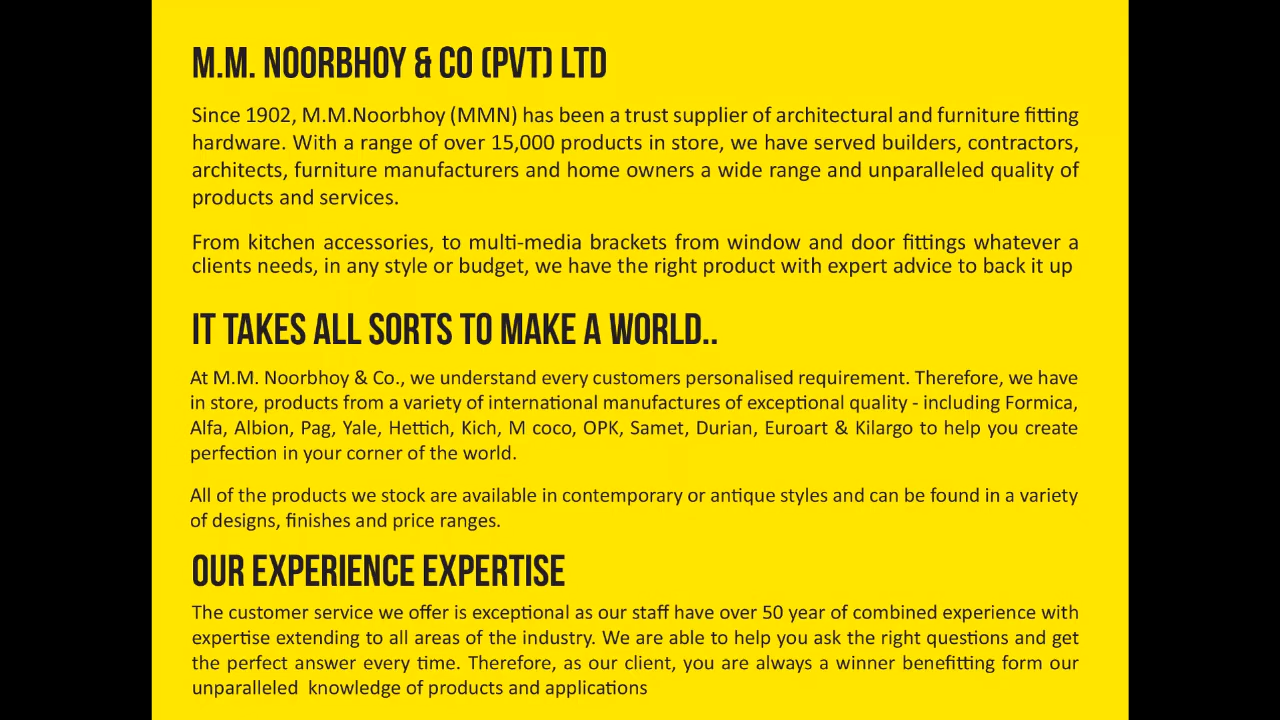 M.M. NOORBHOY & CO (PVT) LTD
Since 1902, M.M.Noorbhoy (MMN) has been a trust supplier of architectural and furniture fitting
hardware. With a range of over 15,000 products in store, we have served builders, contractors,
architects, furniture manufacturers and home owners a wide range and unparalleled quality of
products and services.
From kitchen accessories, to multi-media brackets from window and door fittings whatever a
clients needs, in any style or budget, we have the right product with expert advice to back it up
IT TAKES ALL SORTS TO MAKE A WORLD..
At M.M. Noorbhoy & Co., we understand every customers personalised requirement. Therefore, we have
in store, products from a variety of international manufactures of exceptional quality - including Formica,
Alfa, Albion, Pag, Yale, Hettich, Kich, M coco, OPK, Samet, Durian, Euroart & Kilargo to help you create
perfection in your corner of the world.
All of the products we stock are available in contemporary or antique styles and can be found in a variety
of designs, finishes and price ranges.
OUR EXPERIENCE EXPERTISE
The customer service we offer is exceptional as our staff have over 50 year of combined experience with
expertise extending to all areas of the industry. We are able to help you ask the right questions and get
the perfect answer every time. Therefore, as our client, you are always a winner benefitting form our
unparalleled  knowledge of products and applications